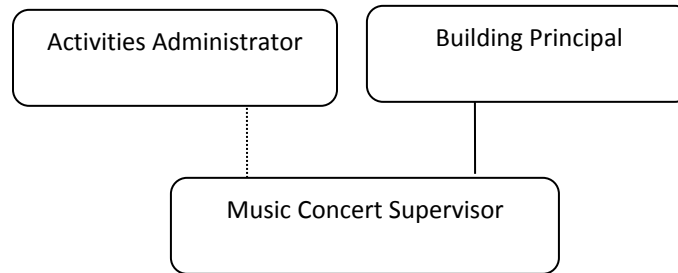 Activities Administrator
Building Principal
Music Concert Supervisor